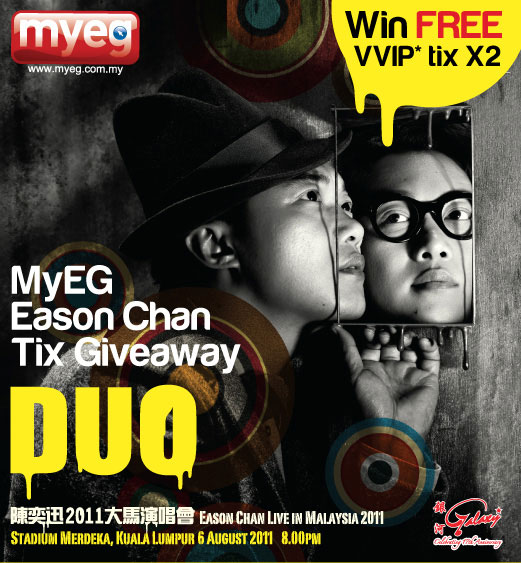 myeg
www.myeg.com.my
Win FREE
VVIP* tix X2
MyEG
Eason Chan
Tix Giveaway
DUO
陳奕迅2011大馬演唱會 EASON CHAN LIVE IN MALAYSIA 2011
STADIUM MERDEKA, KUALA LUMPUR 6 AUGUST 2011 8.00PM
銀河 Galaxy